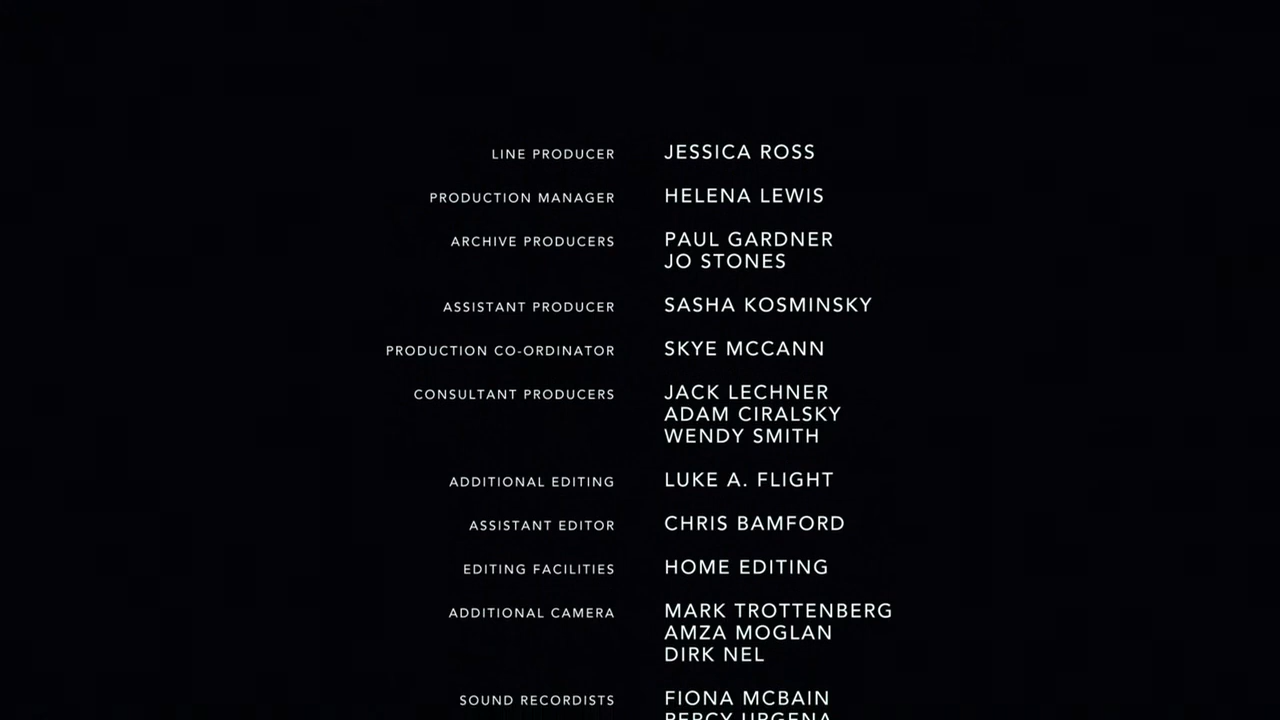 LINE PRODUCER JESSICA ROSS
PRODUCTION MANAGER HELENA LEWIS
ARCHIVE PRODUCERS PAUL GARDNER
JO STONES
ASSISTANT PRODUCER SASHA KOSMINSKY
PRODUCTION CO-ORDINATOR SKYE MCCANN
CONSULTANT PRODUCERS JACK LECHNER
ADAM CIRALSKY
WENDY SMITH
ADDITIONAL EDITING LUKE A. FLIGHT
ASSISTANT EDITOR CHRIS BAMFORD
EDITING FACILITIES HOME EDITING
ADDITIONAL CAMERA MARK TROTTENBERG
AMZA MOGLAN
DIRK NEL
SOUND RECORDISTS FIONA MCBAIN